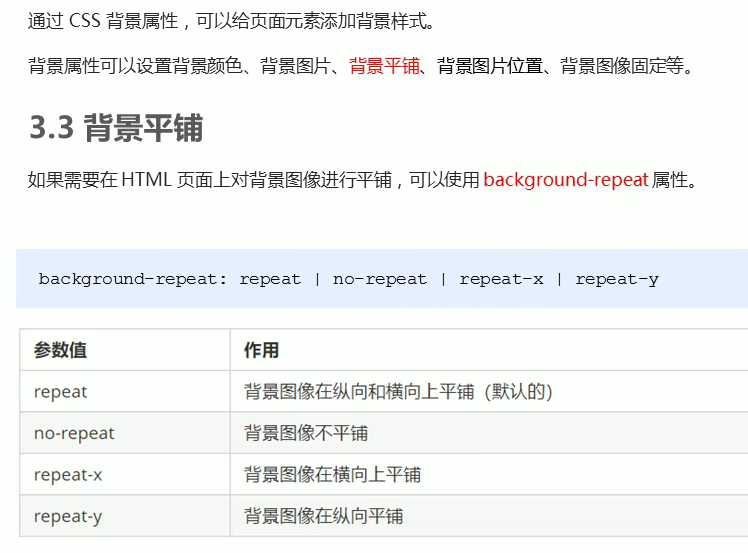 通过 CSS 背景属性，可以给页面元素添加背景样式。
背景属性可以设置背景颜色、背景图片、背景平铺、背景图片位置、背景图像固定等。
3.3 背景平铺
如果需要在 HTML 页面上对背景图像进行平铺，可以使用 background-repeat 属性。
background-repeat: repeat | no-repeat | repeat-x | repeat-y
参数值 作用
repeat 背景图像在纵向和横向上平铺（默认的）
no-repeat 背景图像不平铺
repeat-x 背景图像在横向上平铺
repeat-y 背景图像在纵向平铺